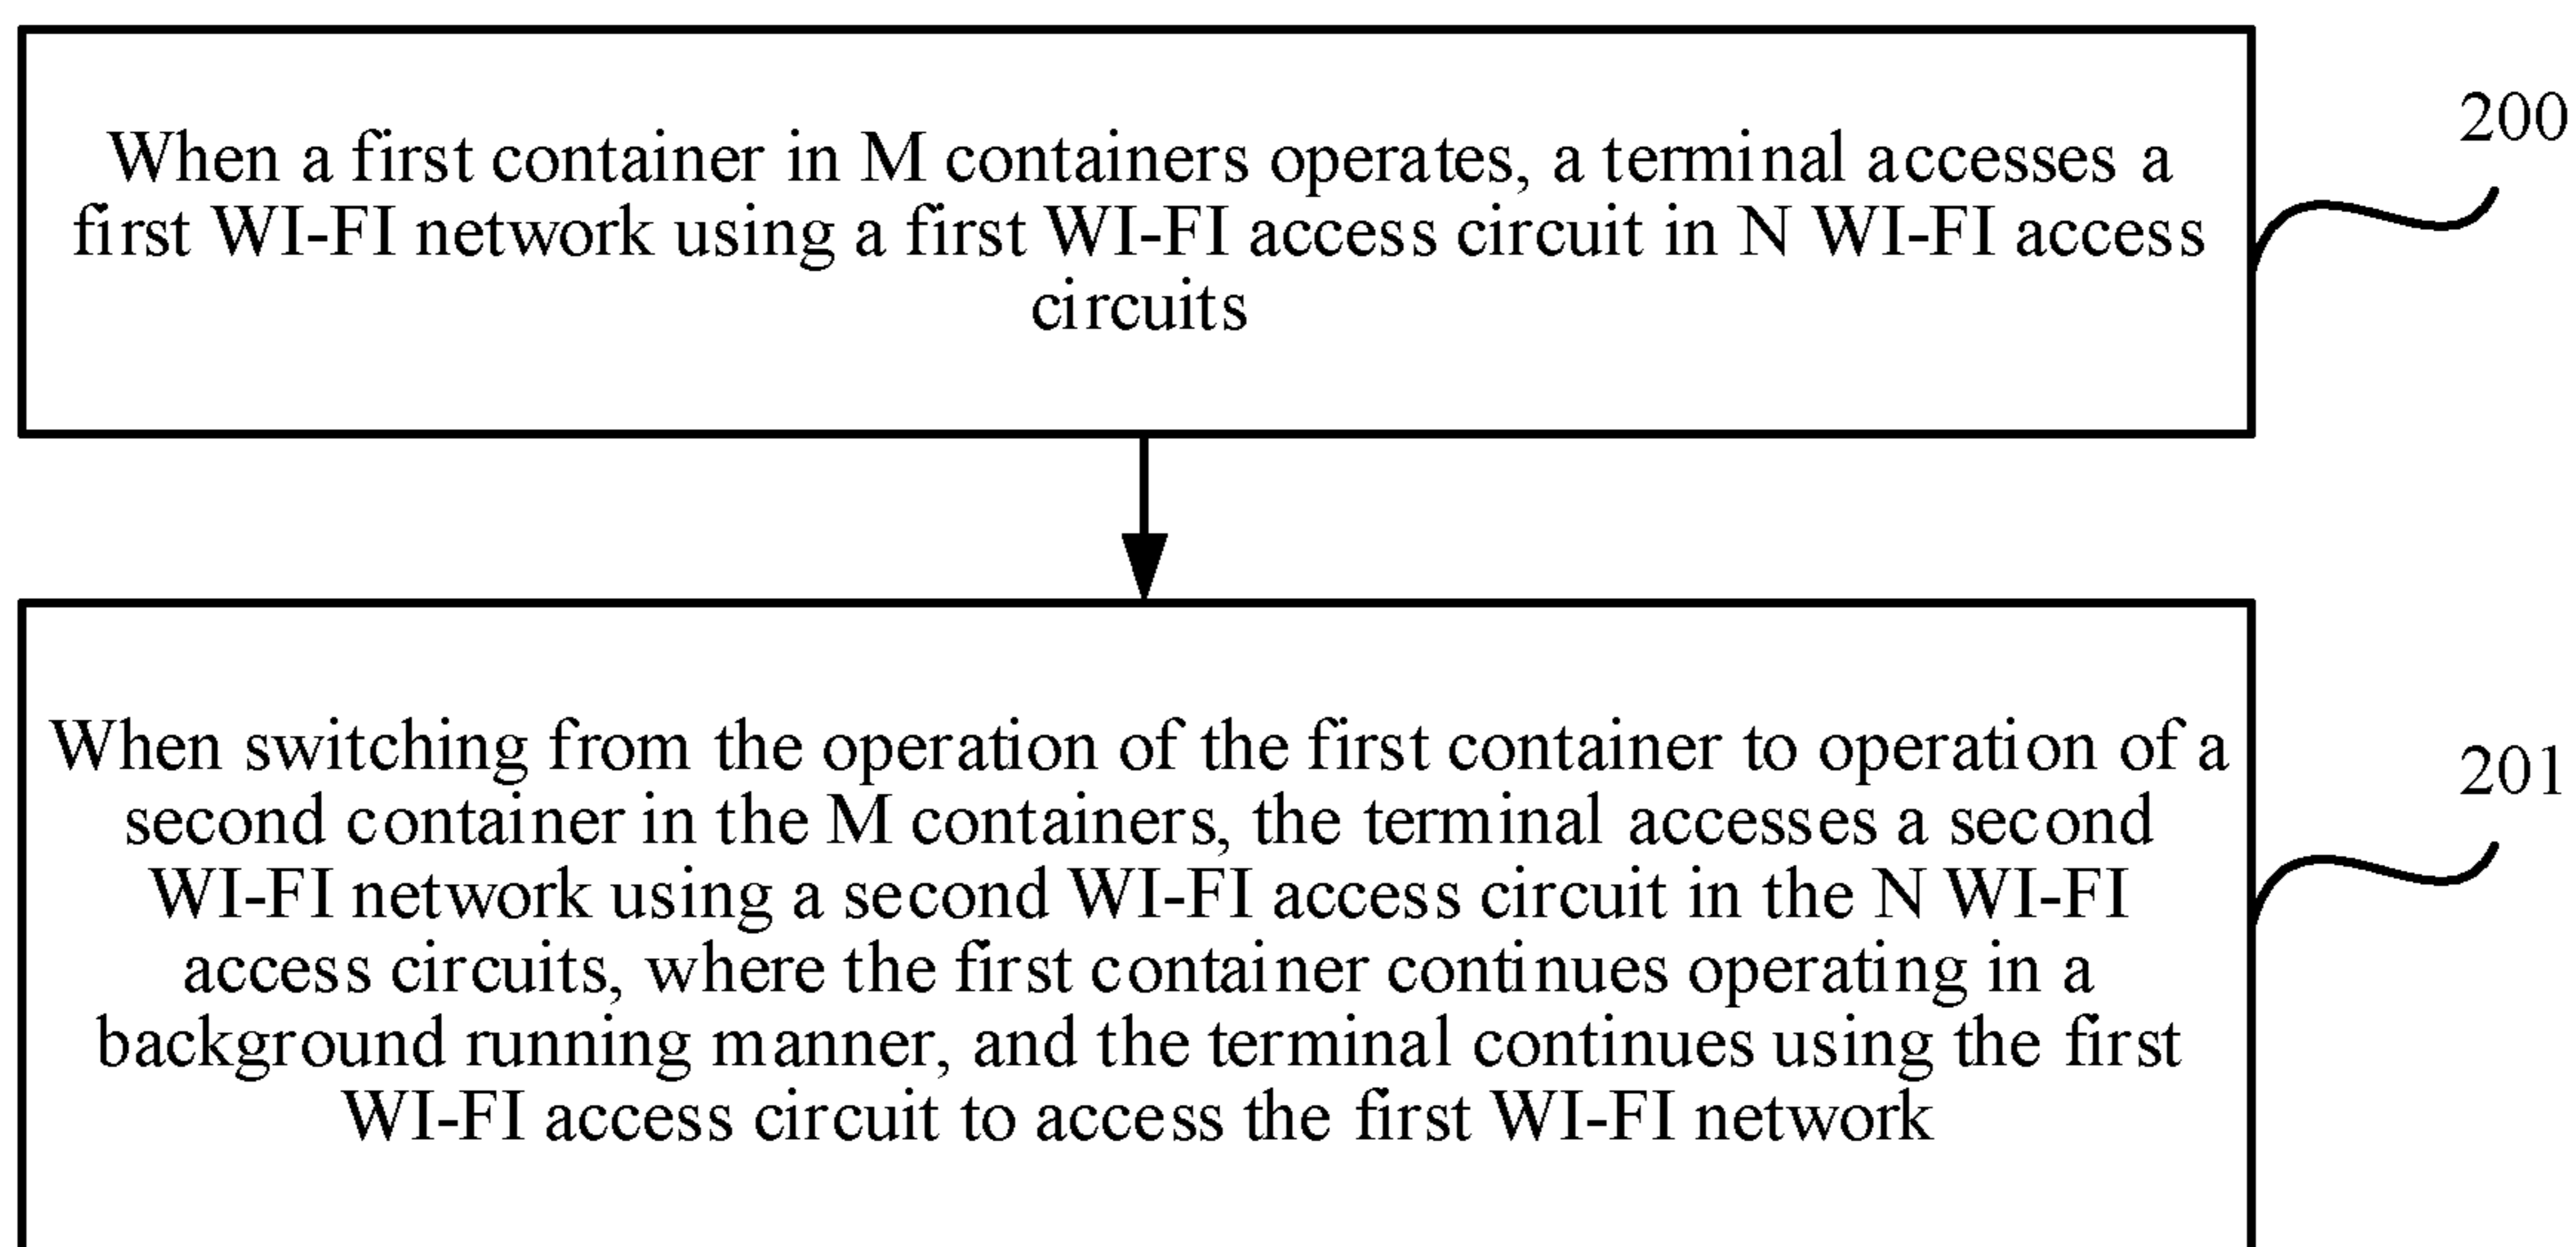 When a first container in M containers operates, a terminal accesses a
first WI-FI network using a first WI-FI access circuit in N WI-FI access
circuits
200
When switching from the operation of the first container to operation of a
second container in the M containers, the terminal accesses a second
WI-FI network using a second WI-FI access circuit in the N WI-FI
access circuits, where the first container continues operating in a
background running manner, and the terminal continues using the first
WI-FI access circuit to access the first WI-FI network
201